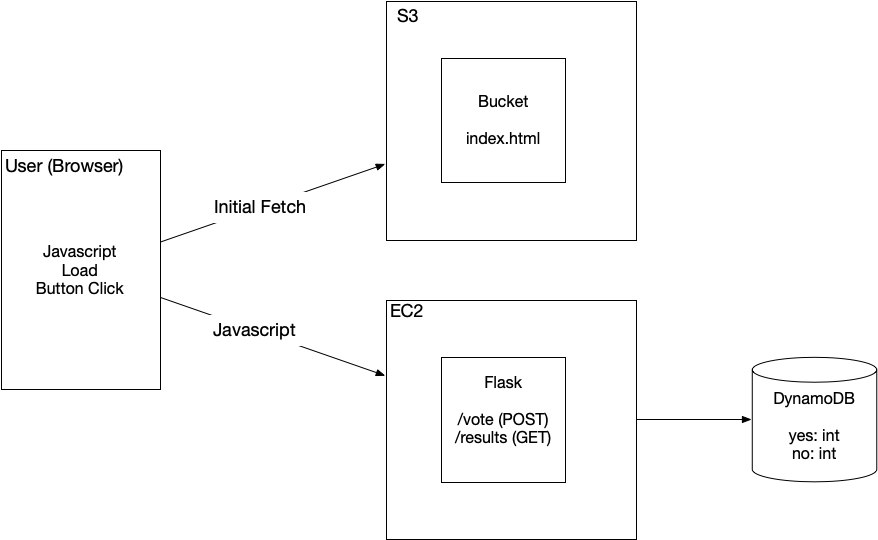 S3
Bucket
index.html
User (Browser)
Javascript
Load
Button Click
Initial Fetch
Javascript
EC2
Flask
/vote (POST)
/results (GET)
DynamoDB
yes: int
no: int